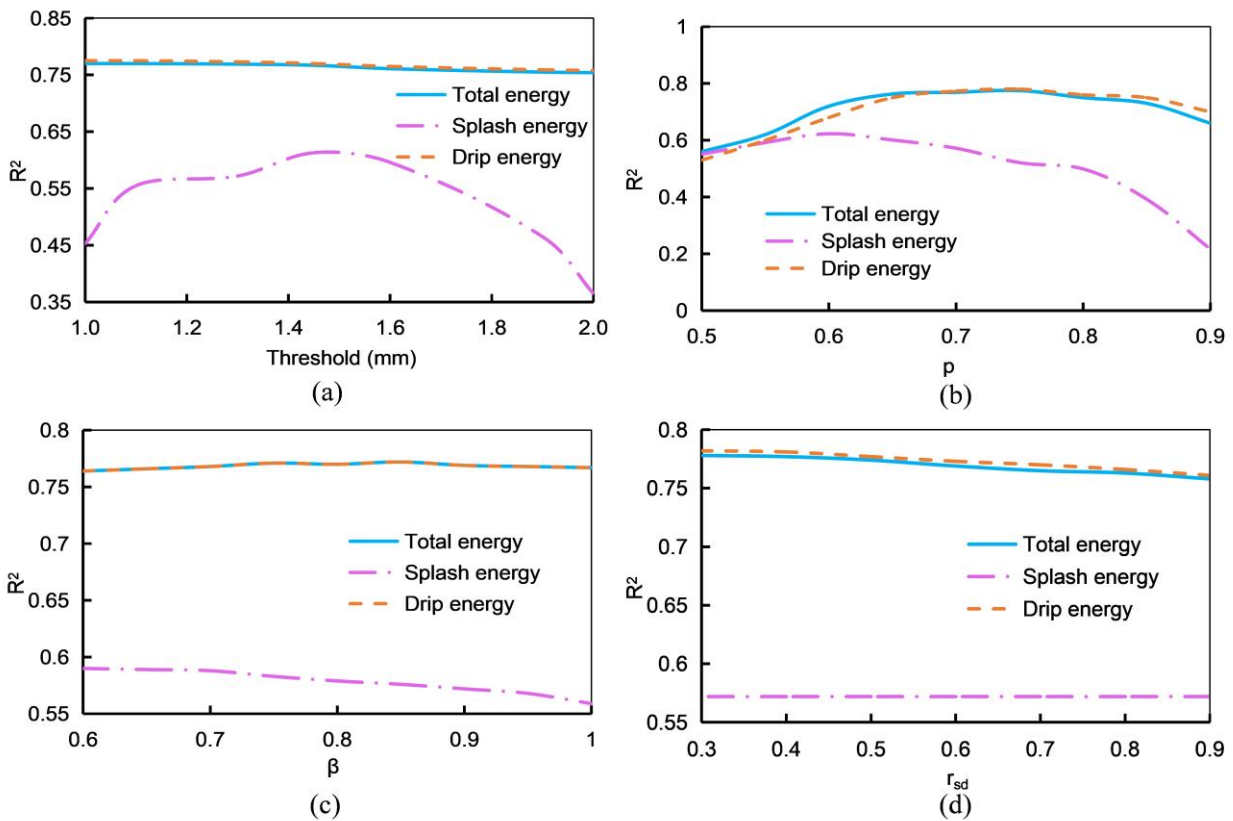 0.85
0.75
0.65
0.55
0.45
0.35
R²
Total energy
Splash energy
Drip energy
1.0 1.2 1.4 1.6 1.8 2.0
Threshold (mm)
(a)
1
0.8
0.6
0.4
0.2
0
R²
Total energy
Splash energy
Drip energy
0.5 0.6 0.7 0.8 0.9
p
(b)
0.8
0.75
0.7
0.65
0.6
0.55
R²
Total energy
Splash energy
Drip energy
0.6 0.7 0.8 0.9 1
β
(c)
0.8
0.75
0.7
0.65
0.6
0.55
R²
Total energy
Splash energy
Drip energy
0.3 0.4 0.5 0.6 0.7 0.8 0.9
r_sd
(d)